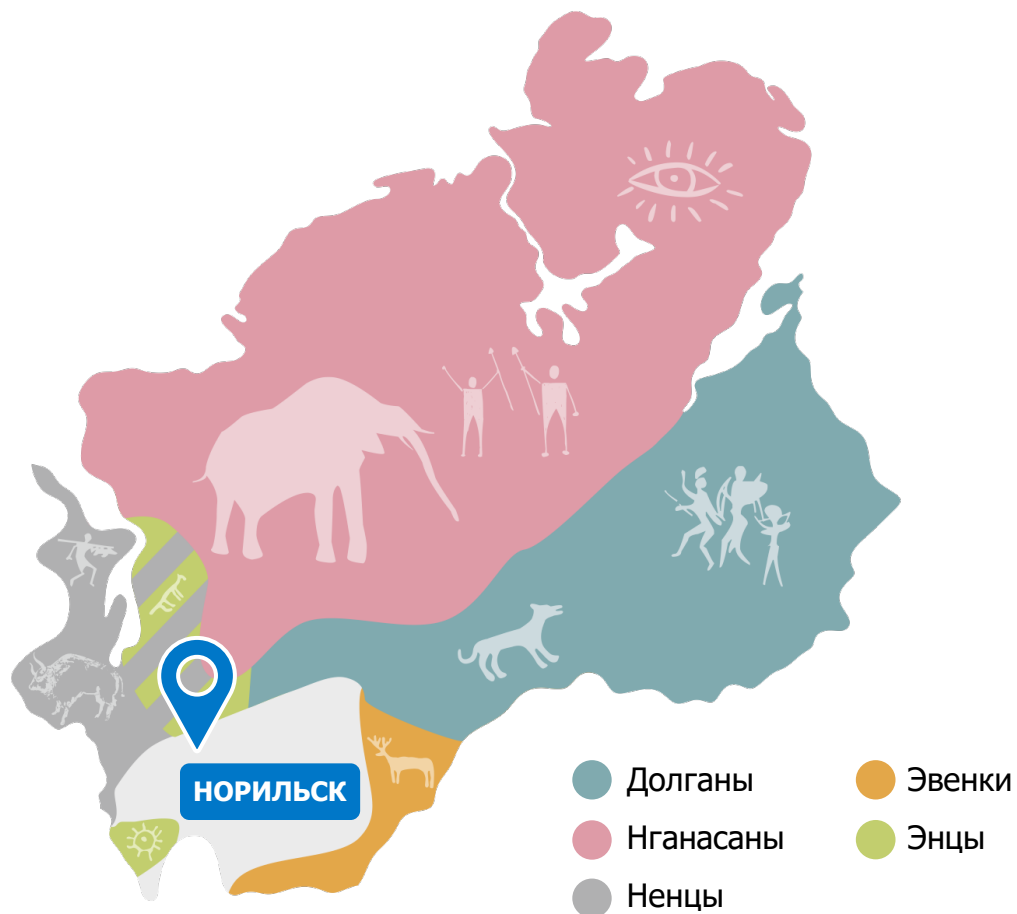 НОРИЛЬСК
Долганы
Нганасаны
Ненцы
Эвенки
Энцы